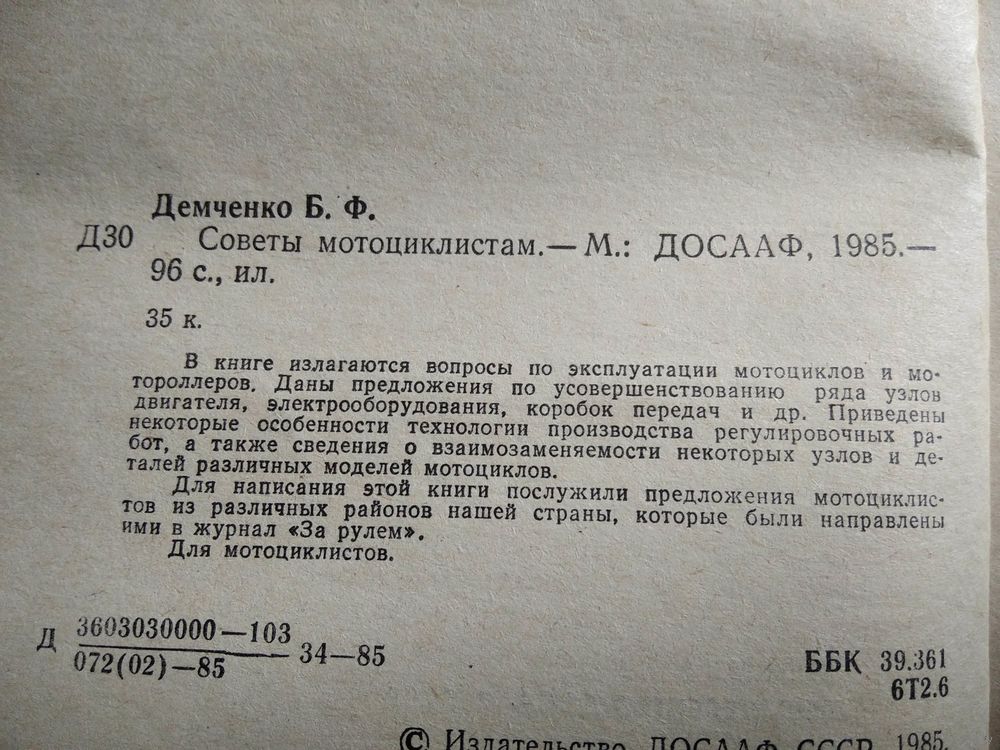 Демченко Б. Ф.
Д30 Советы мотоциклистам.— М.: ДОСААФ, 1985.—
96 с., ил.
35 к.
В книге излагаются вопросы по эксплуатации мотоциклов и мо-
тороллеров. Даны предложения по усовершенствованию ряда узлов
двигателя, электрооборудования, коробок передач и др. Приведены
некоторые особенности технологии производства регулировочных ра-
бот, а также сведения о взаимозаменяемости некоторых узлов и де-
талей различных моделей мотоциклов.
Для написания этой книги послужили предложения мотоциклис-
тов из различных районов нашей страны, которые были направлены
ими в журнал «За рулем».
Для мотоциклистов.
Д 3603030000—103
072(02)—85 34—85
ББК 39.361
6Т2.6
© Издательство ДОСААФ СССР, 1985.